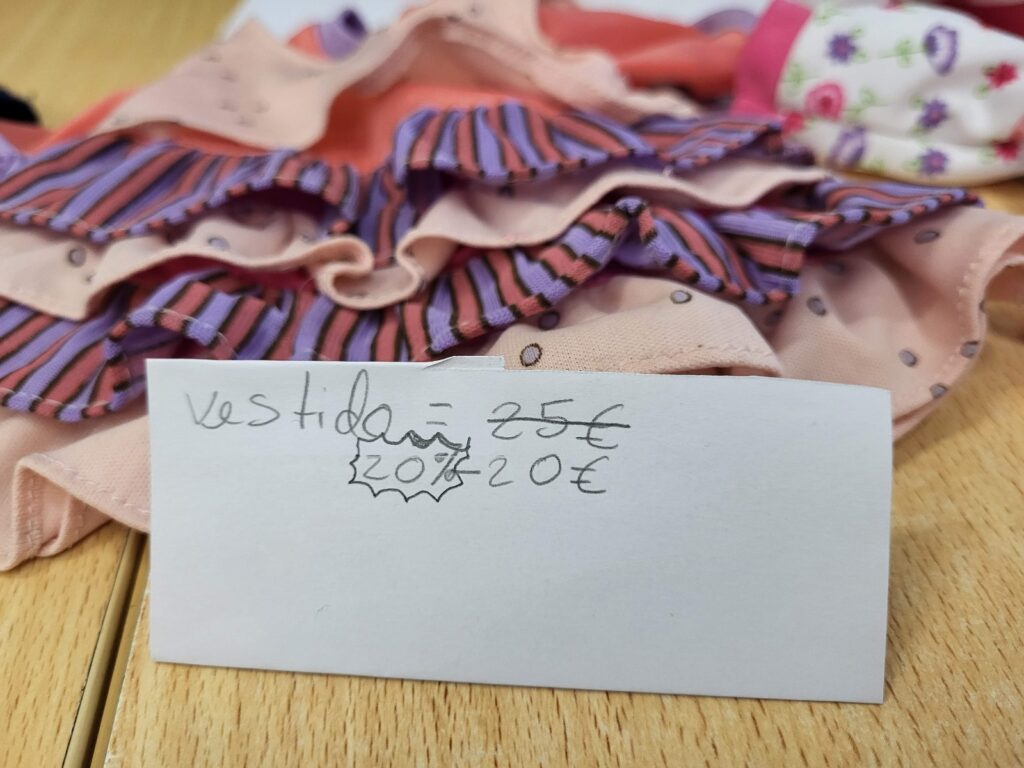 vestida = 25€
20% - 20€